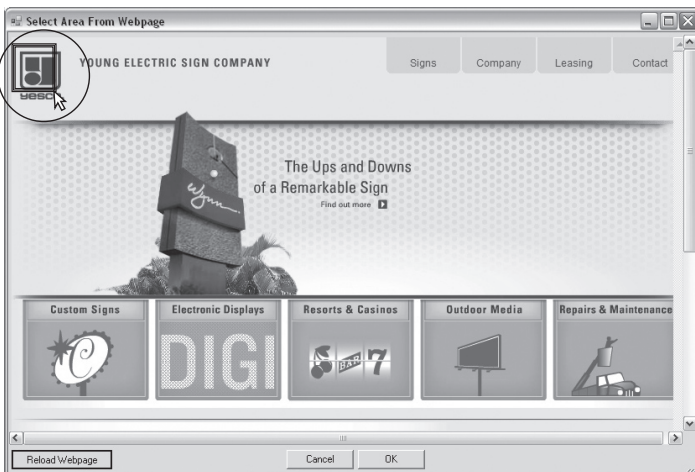 Select Area From Webpage
YOUNG ELECTRIC SIGN COMPANY
Signs Company Leasing Contact
yesco
The Ups and Downs
of a Remarkable Sign
Find out more
Wynn
Custom Signs Electronic Displays Resorts & Casinos Outdoor Media Repairs & Maintenance
C DIGI BAR 7
Reload Webpage Cancel OK